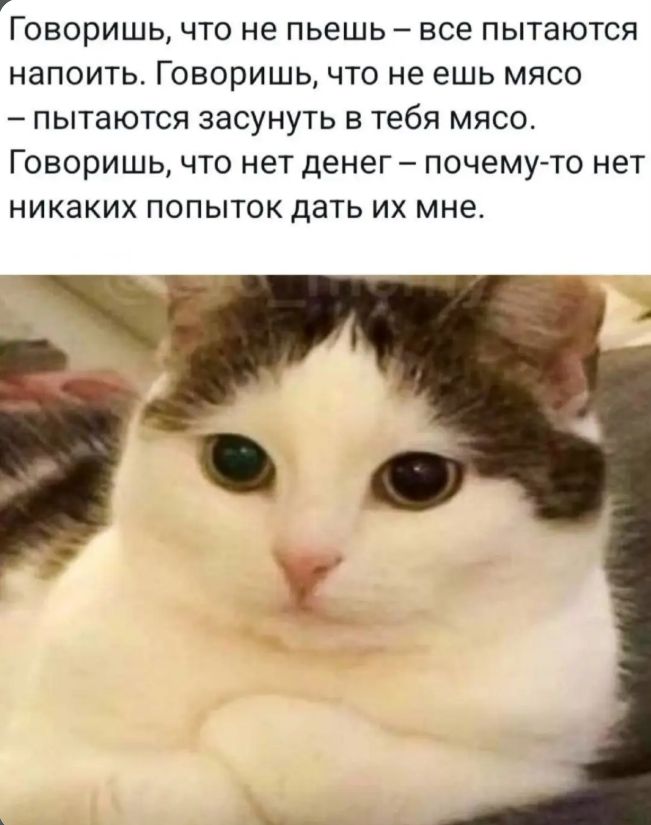 Говоришь, что не пьешь – все пытаются
напоить. Говоришь, что не ешь мясо
– пытаются засунуть в тебя мясо.
Говоришь, что нет денег – почему-то нет
никаких попыток дать их мне.